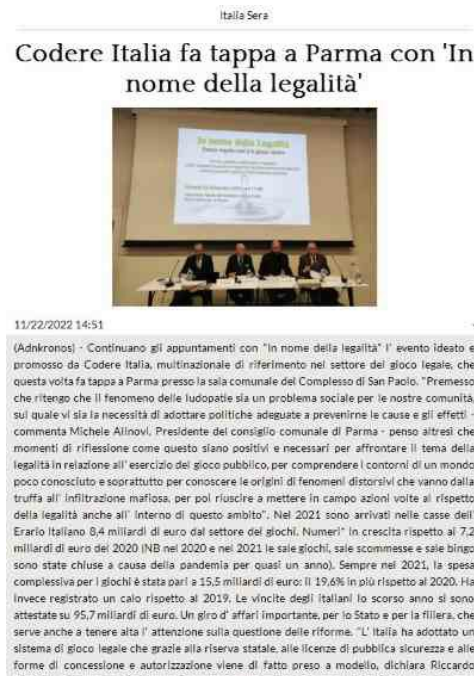 Italia Sera
Codere Italia fa tappa a Parma con 'In
nome della legalità'
In nome della Legalità
11/22/2022 14:51
(Adnkronos) - Continuano gli appuntamenti con "In nome della legalità" l' evento ideato e
promosso da Codere Italia, multinazionale di riferimento nel settore del gioco legale, che
questa volta fa tappa a Parma presso la sala comunale del Complesso di San Paolo. "Premesso
che ritengo che il fenomeno delle ludopatie sia un problema sociale per le nostre comunità,
sul quale vi sia la necessità di adottare politiche adeguate a prevenirne le cause e gli effetti -
commenta Michele Alinovi, Presidente del consiglio comunale di Parma - penso altresì che
momenti di riflessione come questo siano positivi e necessari per affrontare il tema della
legalità in relazione all' esercizio del gioco pubblico, per comprendere i contorni di un mondo
poco conosciuto e soprattutto per conoscere le origini di fenomeni distorsivi che vanno dalla
truffa all' infiltrazione mafiosa, per poi riuscire a mettere in campo azioni volte al rispetto
della legalità anche all' interno di questo ambito". Nel 2021 sono arrivati nelle casse dell'
Erario Italiano 8,4 miliardi di euro dal settore dei giochi. Numeri" in crescita rispetto ai 7,2
miliardi di euro del 2020 (NB nel 2020 e nel 2021 le sale giochi, sale scommesse e sale bingo
sono state chiuse a causa della pandemia per quasi un anno). Sempre nel 2021, la spesa
complessiva per i giochi è stata pari a 15,5 miliardi di euro: il 19,6% in più rispetto al 2020. Ha
invece registrato un calo rispetto al 2019. Le vincite degli italiani lo scorso anno si sono
attestate su 95,7 miliardi di euro. Un giro d' affari importante, per lo Stato e per la filiera, che
serve anche a tenere alta l' attenzione sulla questione delle riforme. "L' Italia ha adottato un
sistema di gioco legale che grazie alla riserva statale, alle licenze di pubblica sicurezza e alle
forme di concessione e autorizzazione viene di fatto preso a modello, dichiara Riccardo